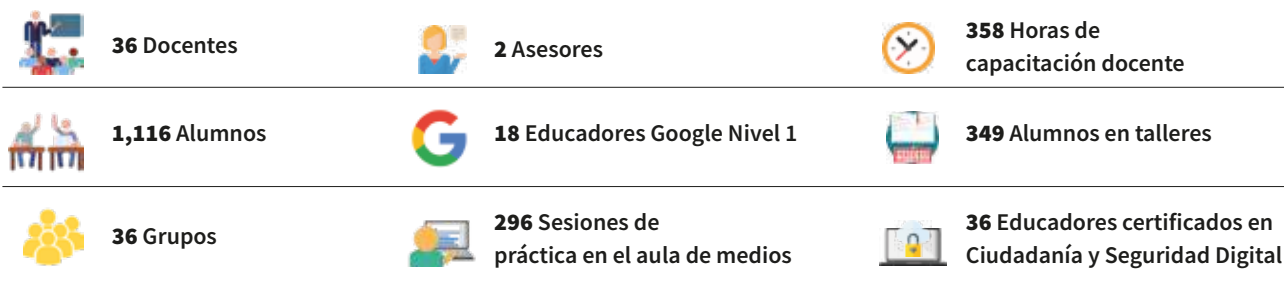 36 Docentes
2 Asesores
358 Horas de
capacitación docente
1,116 Alumnos
18 Educadores Google Nivel 1
349 Alumnos en talleres
36 Grupos
296 Sesiones de
práctica en el aula de medios
36 Educadores certificados en
Ciudadanía y Seguridad Digital